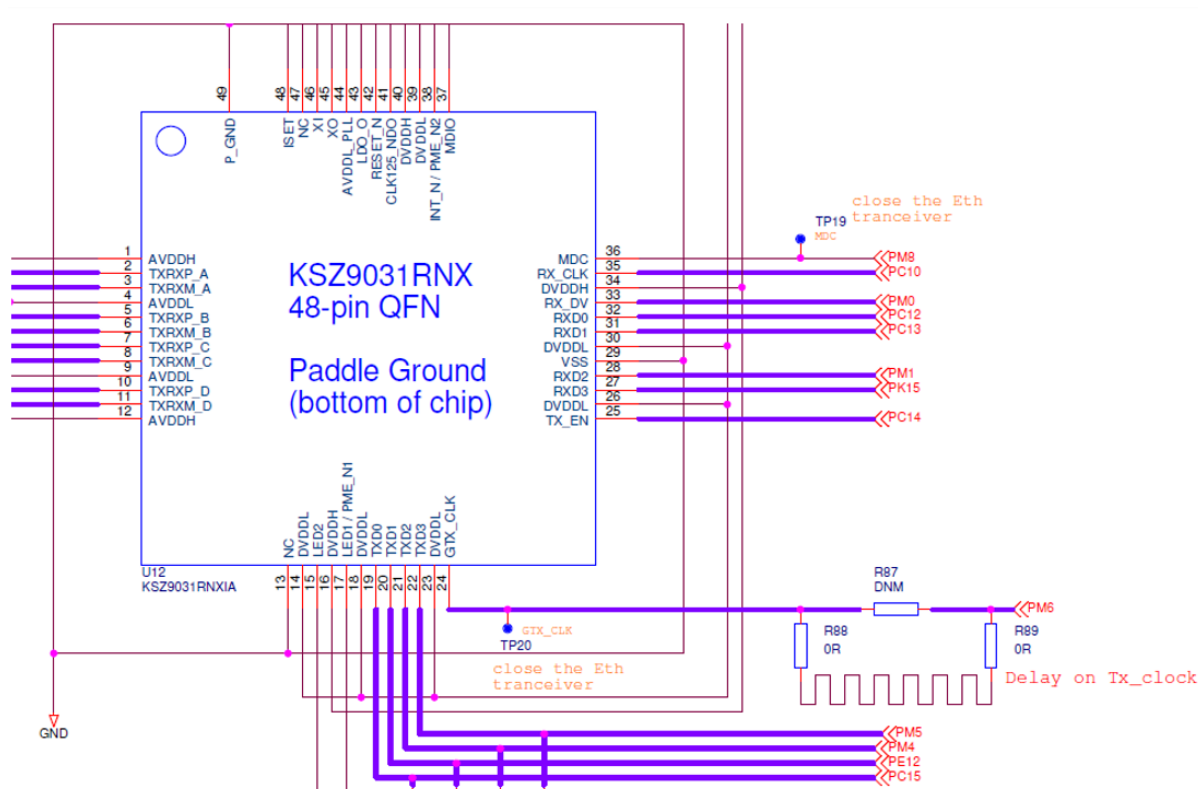 49
48
47
46
45
44
43
42
41
40
39
38
37
P_GND
ISET
NC
XI
XO
AVDDL_PLL
LDO_O
RESET_N
CLK125_NDO
DVDDH
DVDDL
INT_N / PME_N2
MDIO
close the Eth
tranceiver
TP19
MDC
1 AVDDH
2 TXRXP_A
3 TXRXM_A
4 AVDDL
5 TXRXP_B
6 TXRXM_B
7 TXRXP_C
8 TXRXM_C
9 AVDDL
10 TXRXP_D
11 TXRXM_D
12 AVDDH
KSZ9031RNX
48-pin QFN
Paddle Ground
(bottom of chip)
MDC 36 PM8
RX_CLK 35 PC10
DVDDH 34
RX_DV 33 PM0
RXD0 32 PC12
RXD1 31 PC13
DVDDL 30
VSS 29
RXD2 28 PM1
RXD3 27 PK15
DVDDL 26
TX_EN 25 PC14
NC
DVDDL
LED2
DVDDH
LED1 / PME_N1
DVDDL
TXD0
TXD1
TXD2
TXD3
DVDDL
GTX_CLK
13
14
15
16
17
18
19
20
21
22
23
24
U12
KSZ9031RNXIA
R87
DNM
PM6
GTX_CLK
TP20
R88
0R
R89
0R
close the Eth
tranceiver
Delay on Tx_clock
GND
PM5
PM4
PE12
PC15